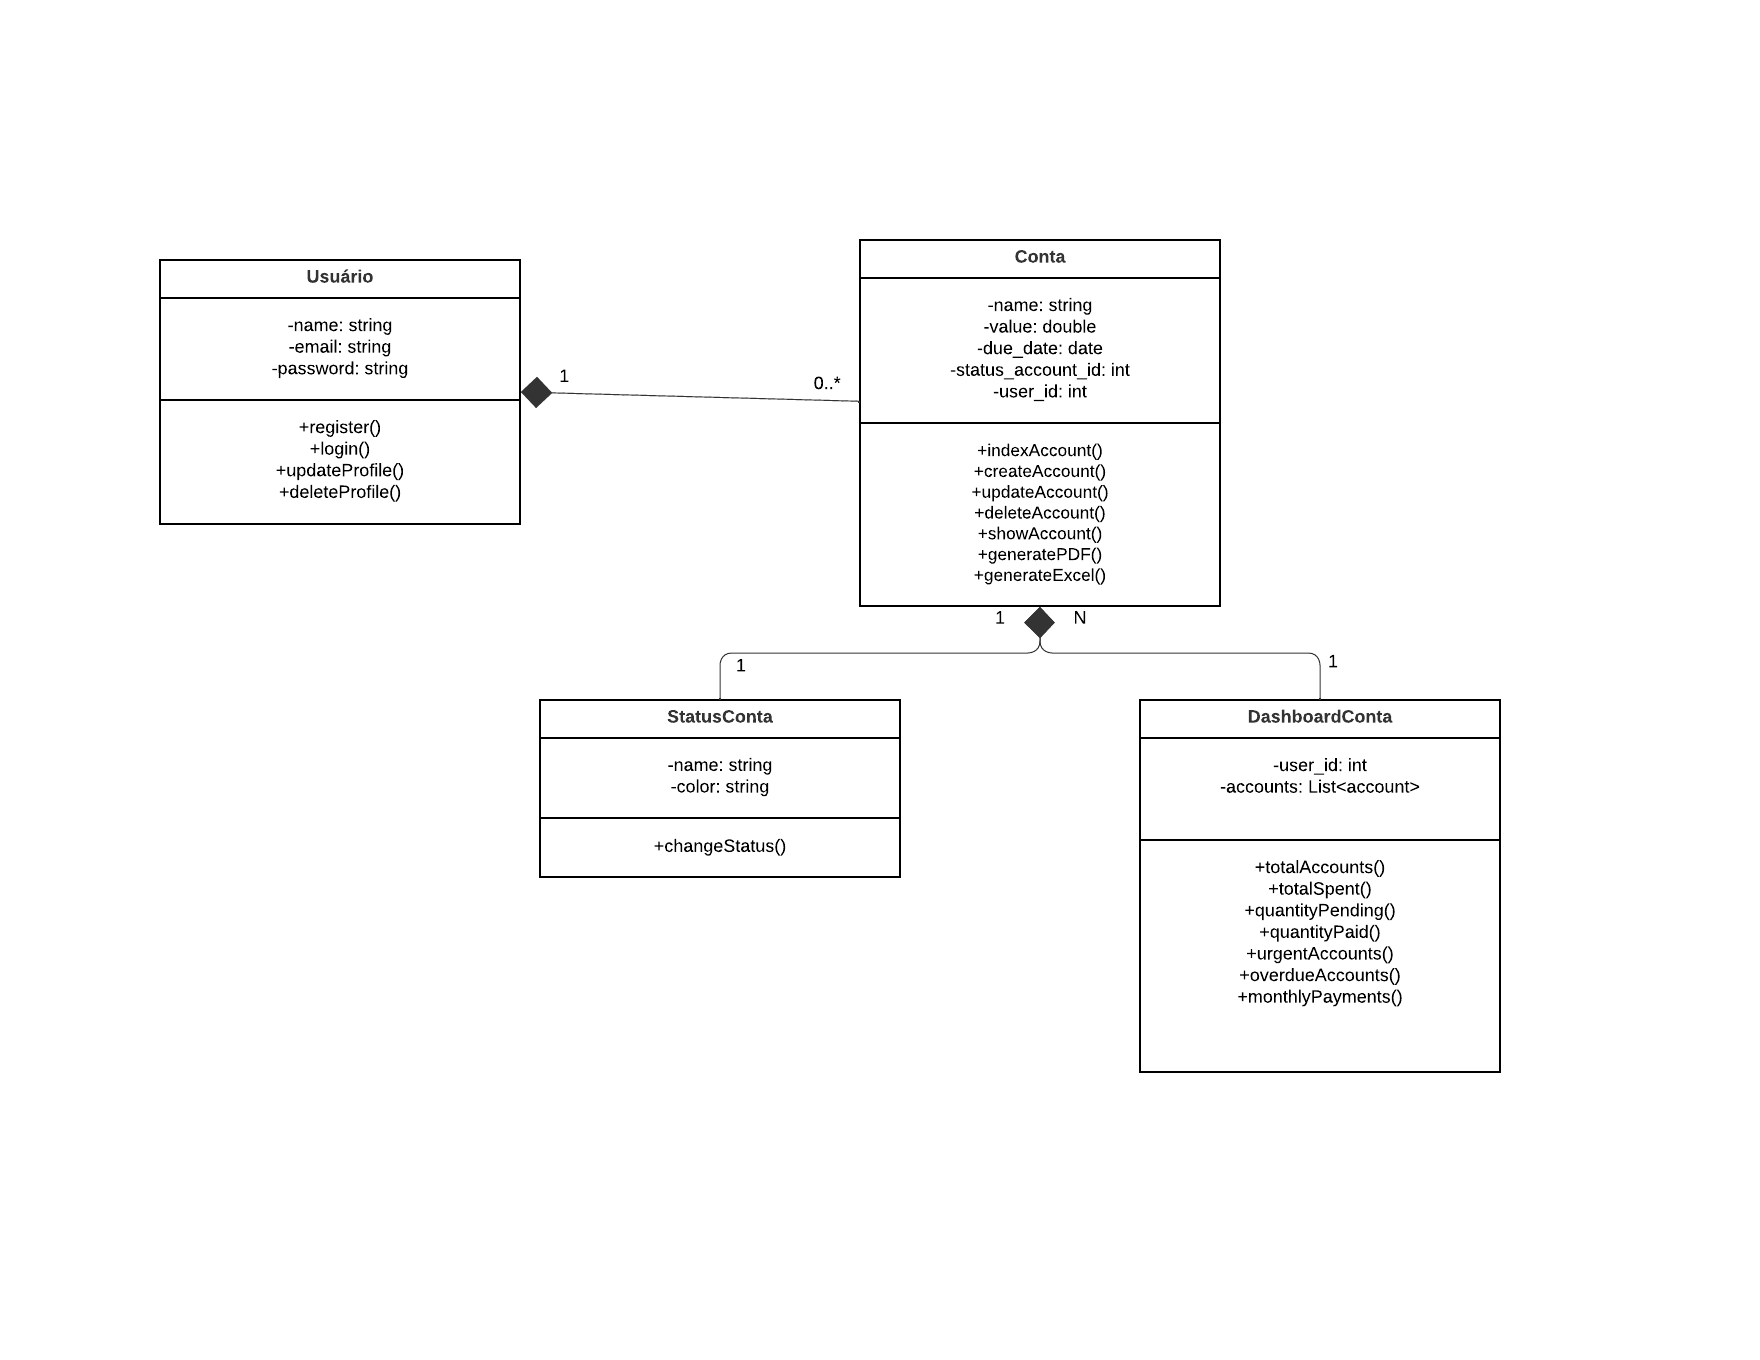 Usuário
-name: string
-email: string
-password: string
+register()
+login()
+updateProfile()
+deleteProfile()
1
0..*
Conta
-name: string
-value: double
-due_date: date
-status_account_id: int
-user_id: int
+indexAccount()
+createAccount()
+updateAccount()
+deleteAccount()
+showAccount()
+generatePDF()
+generateExcel()
1
N
1
1
StatusConta
-name: string
-color: string
+changeStatus()
DashboardConta
-user_id: int
-accounts: List<account>
+totalAccounts()
+totalSpent()
+quantityPending()
+quantityPaid()
+urgentAccounts()
+overdueAccounts()
+monthlyPayments()